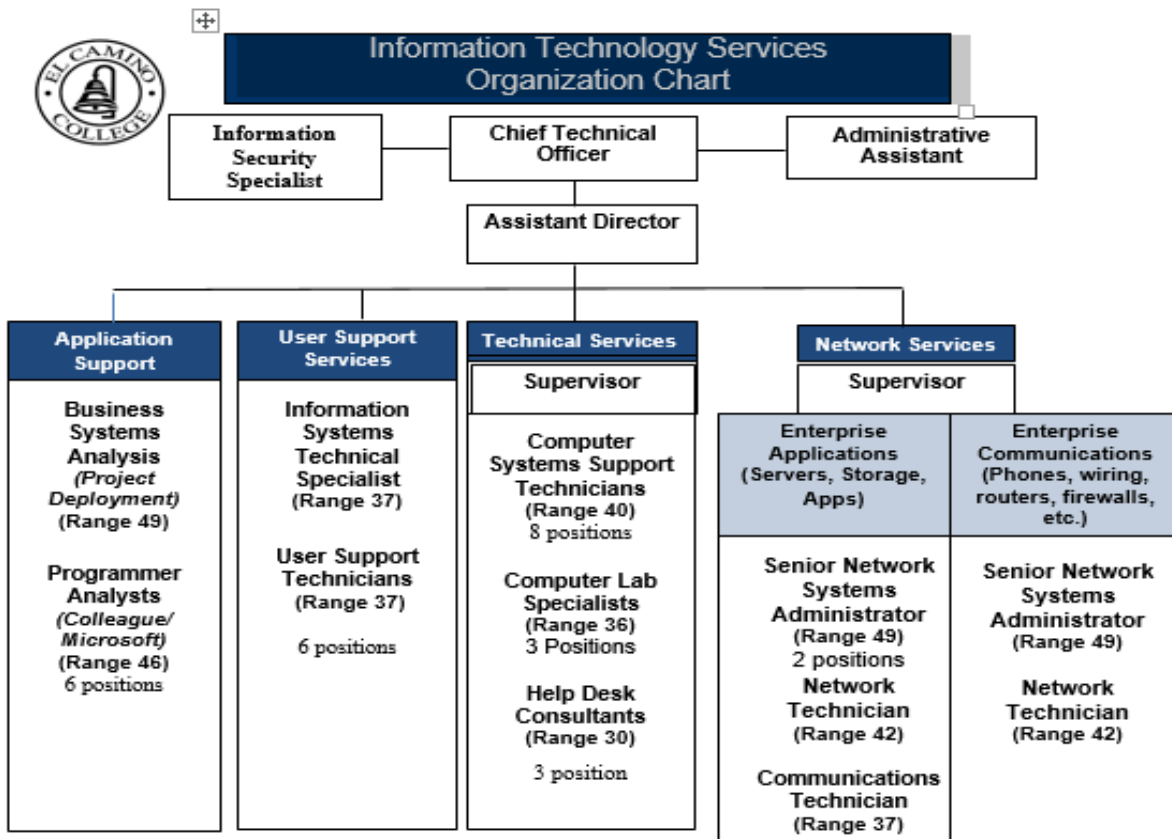 EL CAMINO
COLLEGE
Information Technology Services
Organization Chart
Information
Security
Specialist
Chief Technical
Officer
Administrative
Assistant
Assistant Director
Application
Support
Business
Systems
Analysis
(Project
Deployment)
(Range 49)
Programmer
Analysts
(Colleague/
Microsoft)
(Range 46)
6 positions
User Support
Services
Information
Systems
Technical
Specialist
(Range 37)
User Support
Technicians
(Range 37)
6 positions
Technical Services
Supervisor
Computer
Systems Support
Technicians
(Range 40)
8 positions
Computer Lab
Specialists
(Range 36)
3 Positions
Help Desk
Consultants
(Range 30)
3 position
Network Services
Supervisor
Enterprise
Applications
(Servers, Storage,
Apps)
Senior Network
Systems
Administrator
(Range 49)
2 positions
Network
Technician
(Range 42)
Communications
Technician
(Range 37)
Enterprise
Communications
(Phones, wiring,
routers, firewalls,
etc.)
Senior Network
Systems
Administrator
(Range 49)
Network
Technician
(Range 42)